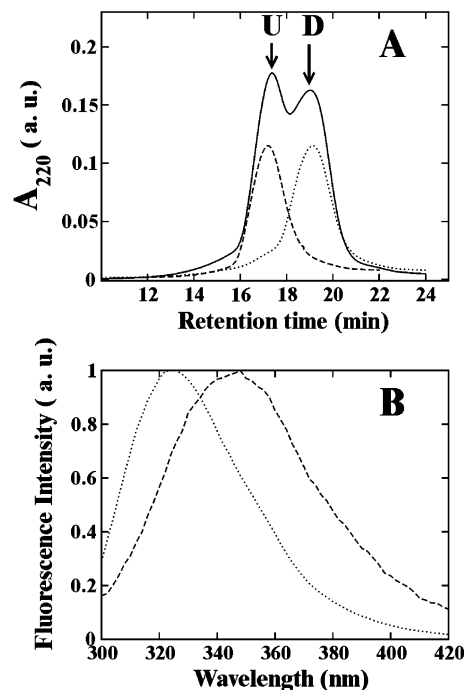 U D
A
A220 ( a. u.)
0.2
0.15
0.1
0.05
0
12 14 16 18 20 22 24
Retention time (min)
B
Fluorescence Intensity ( a. u.)
1
0.8
0.6
0.4
0.2
0
300 320 340 360 380 400 420
Wavelength (nm)